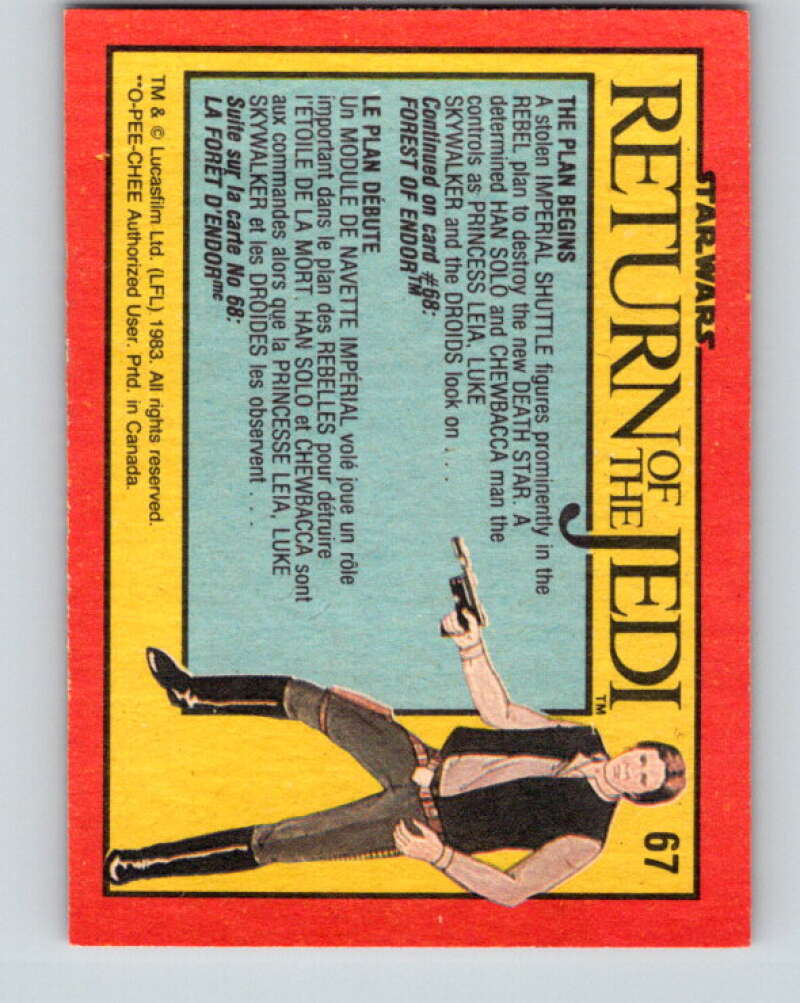 STAR WARS
RETURN OF THE JEDI™
67
THE PLAN BEGINS
A stolen IMPERIAL SHUTTLE figures prominently in the
REBEL plan to destroy the new DEATH STAR. A
determined HAN SOLO and CHEWBACCA man the
controls as PRINCESS LEIA, LUKE
SKYWALKER and the DROIDS look on . . .
Continued on card #68:
FOREST OF ENDOR™
LE PLAN DÉBUTE
Un MODULE DE NAVETTE IMPÉRIAL volé joue un rôle
important dans le plan des REBELLES pour détruire
l'ÉTOILE DE LA MORT. HAN SOLO et CHEWBACCA sont
aux commandes alors que la PRINCESSE LEIA, LUKE
SKYWALKER et les DROÏDES les observent . . .
Suite sur la carte No 68:
LA FORÊT D'ENDORmc
TM & © Lucasfilm Ltd. (LFL) 1983. All rights reserved.
**O-PEE-CHEE Authorized User. Prtd. in Canada.